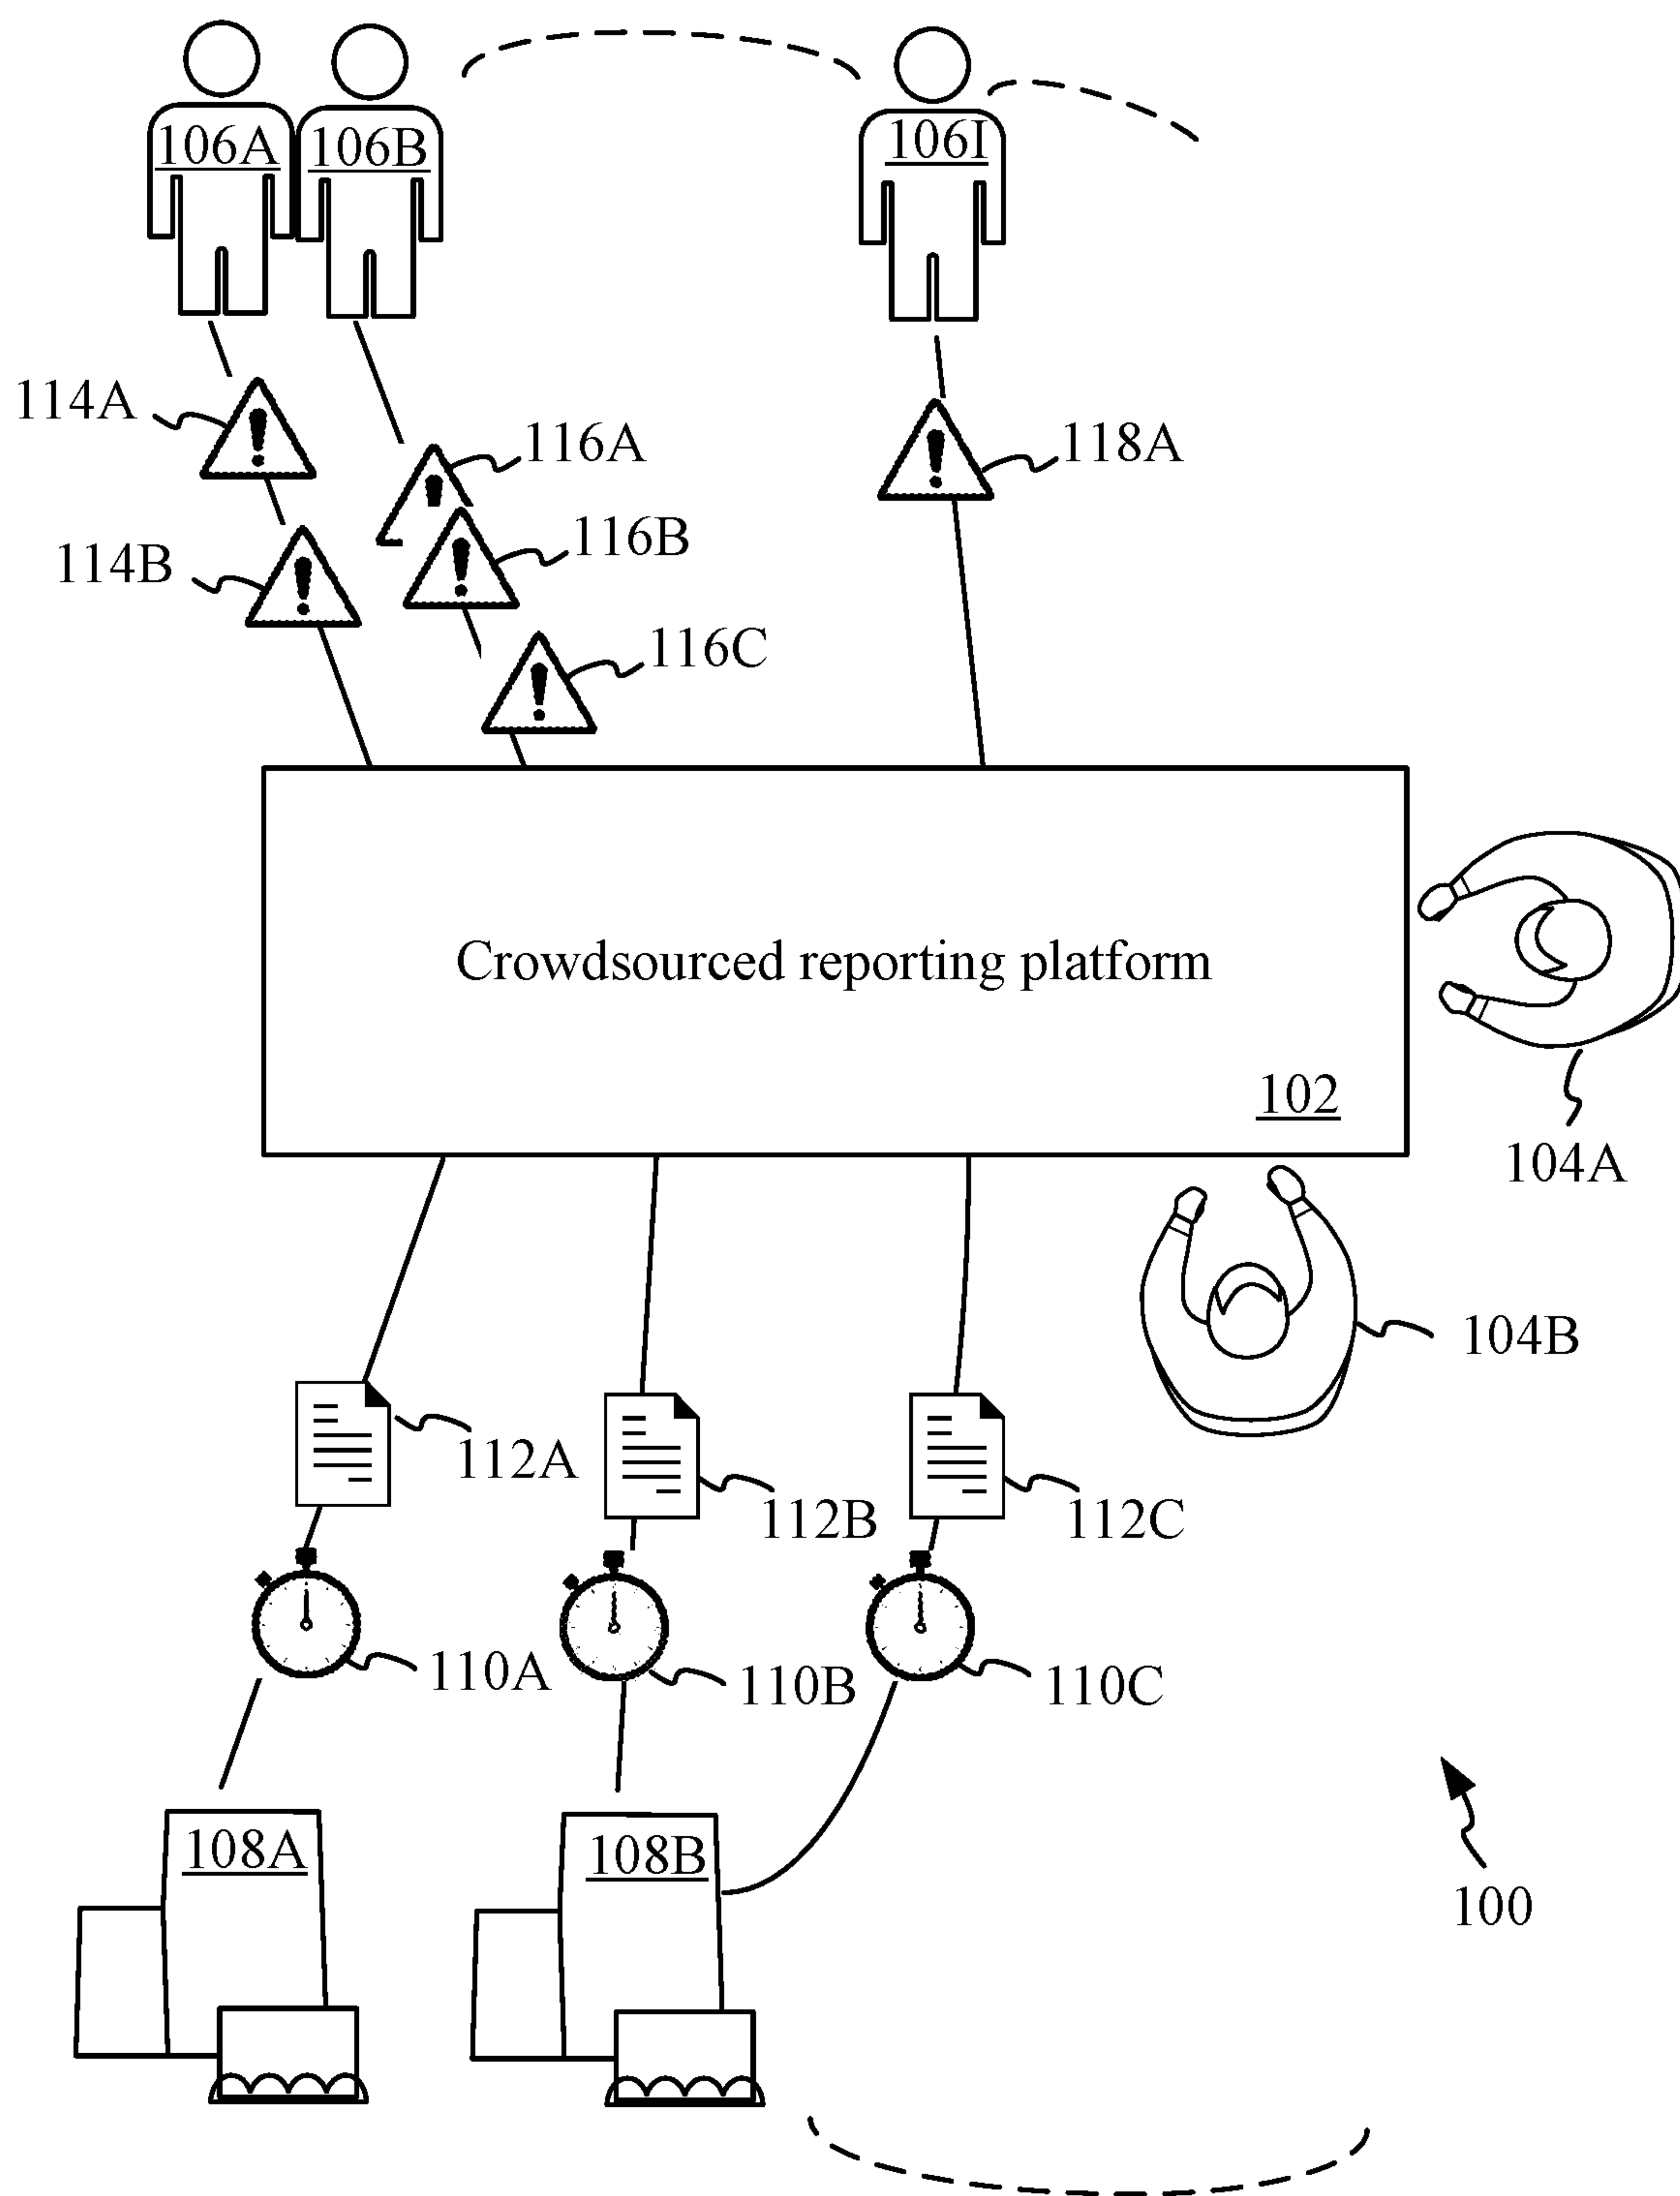 106A 106B 106I
114A
116A
118A
114B
116B
116C
Crowdsourced reporting platform
102
104A
104B
112A
112B
112C
110A
110B
110C
108A
108B
100